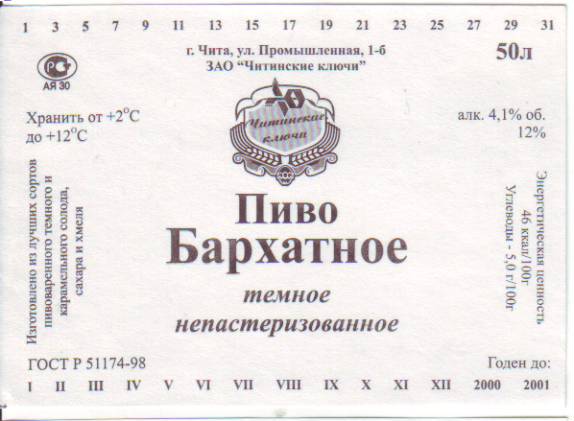 1 3 5 7 9 11 13 15 17 19 21 23 25 27 29 31
г. Чита, ул. Промышленная, 1-б
ЗАО “Читинские ключи”
50л
АЯ 30
Хранить от +2°С
до +12°С
алк. 4,1% об.
12%
Читинские
ключи
Изготовлено из лучших сортов
пивоваренного темного и
карамельного солода,
сахара и хмеля
Пиво
Бархатное
темное
непастеризованное
Энергетическая ценность
46 ккал/100г
Углеводы - 5,0 г/100г
ГОСТ Р 51174-98
Годен до:
I II III IV V VI VII VIII IX X XI XII 2000 2001